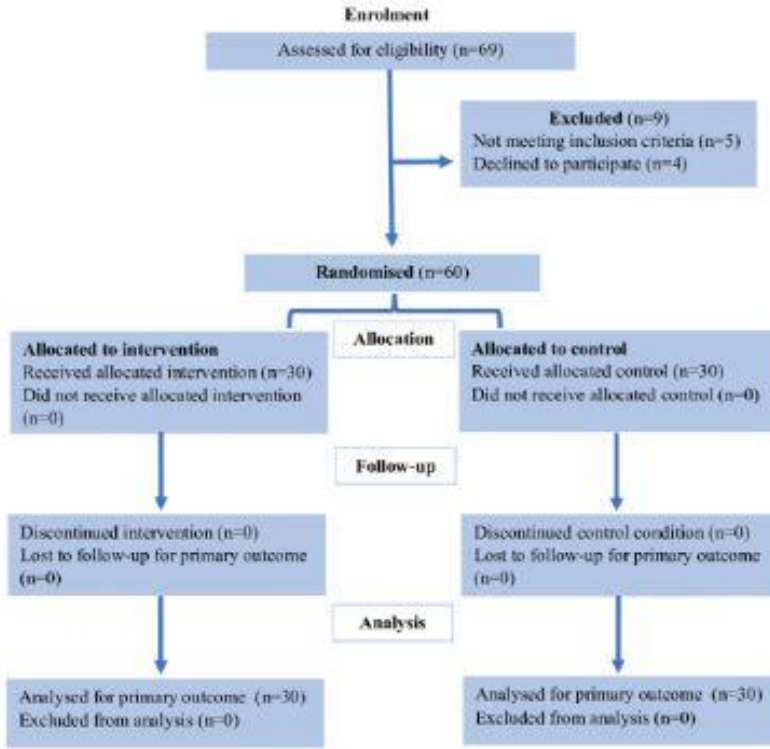 Enrolment
Assessed for eligibility (n=69)
Excluded (n=9)
Not meeting inclusion criteria (n=5)
Declined to participate (n=4)
Randomised (n=60)
Allocation
Allocated to intervention
Received allocated intervention (n=30)
Did not receive allocated intervention
(n=0)
Allocated to control
Received allocated control (n=30)
Did not receive allocated control (n=0)
Follow-up
Discontinued intervention (n=0)
Lost to follow-up for primary outcome
(n=0)
Discontinued control condition (n=0)
Lost to follow-up for primary outcome
(n=0)
Analysis
Analysed for primary outcome (n=30)
Excluded from analysis (n=0)
Analysed for primary outcome (n=30)
Excluded from analysis (n=0)